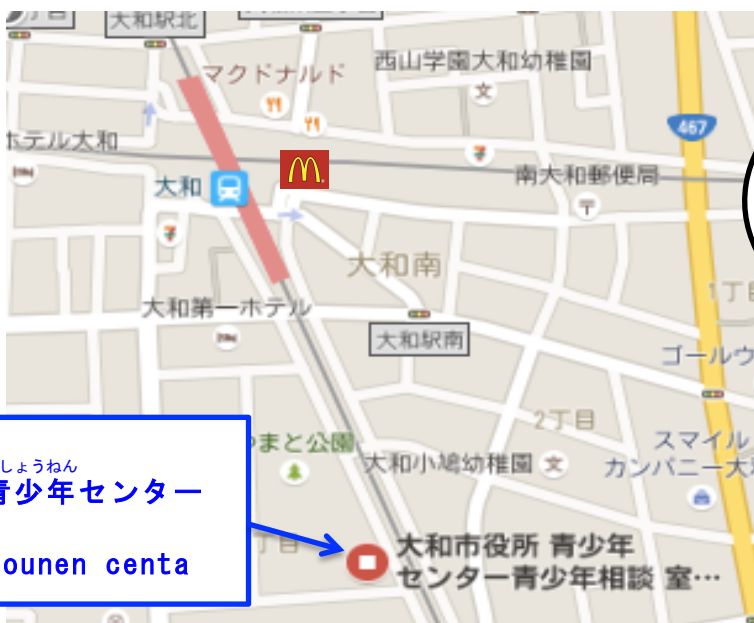 大和駅北
マクドナルド
西山学園大和幼稚園
文
467
ホテル大和
大和
南大和郵便局
〒
大和南
1丁目
大和第一ホテル
大和駅南
ゴールウ
2丁目
やまと公園
大和小鳩幼稚園 文
スマイル
カンパニー大和
しょうねん
青少年センター
ounen centa
丁目
大和市役所 青少年
センター青少年相談 室…